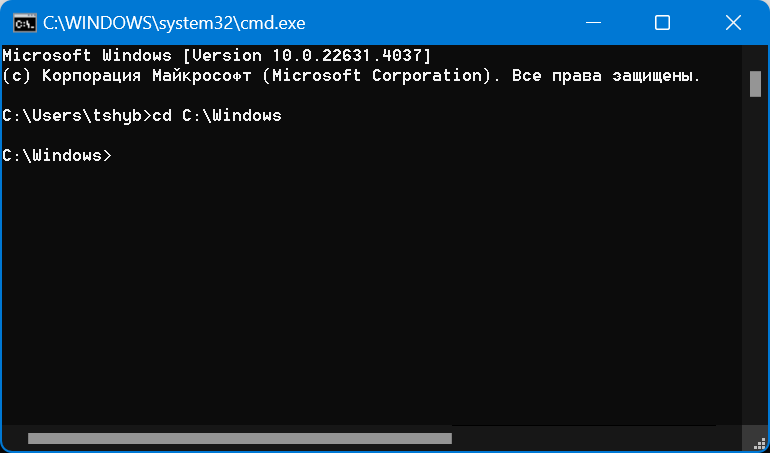 C:\WINDOWS\system32\cmd.exe
Microsoft Windows [Version 10.0.22631.4037]
(c) Корпорация Майкрософт (Microsoft Corporation). Все права защищены.
C:\Users\tshyb>cd C:\Windows
C:\Windows>